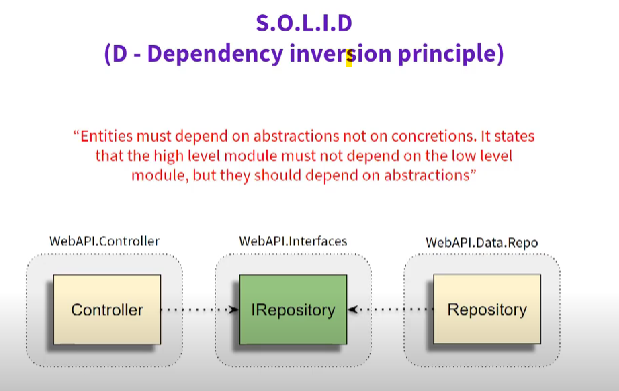 S.O.L.I.D
(D - Dependency inversion principle)
“Entities must depend on abstractions not on concretions. It states
that the high level module must not depend on the low level
module, but they should depend on abstractions”
WebAPI.Controller
WebAPI.Interfaces
WebAPI.Data.Repo
Controller
IRepository
Repository